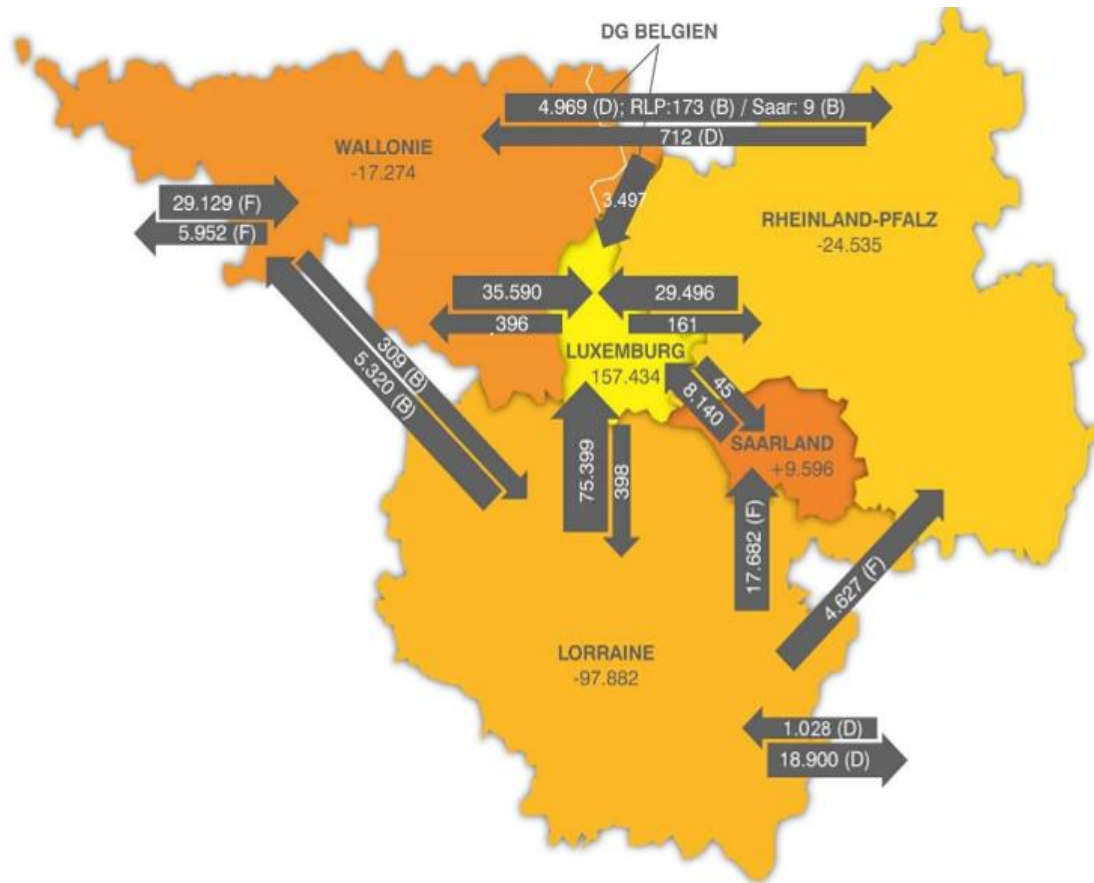 DG BELGIEN
4.969 (D); RLP:173 (B) / Saar: 9 (B)
712 (D)
WALLONIE
-17.274
3.497
29.129 (F)
5.952 (F)
RHEINLAND-PFALZ
-24.535
35.590
29.496
396
161
309 (B)
5.320 (B)
LUXEMBURG
157.434
45
8.140
SAARLAND
+9.596
75.399
398
17.682 (F)
4.627 (F)
LORRAINE
-97.882
1.028 (D)
18.900 (D)